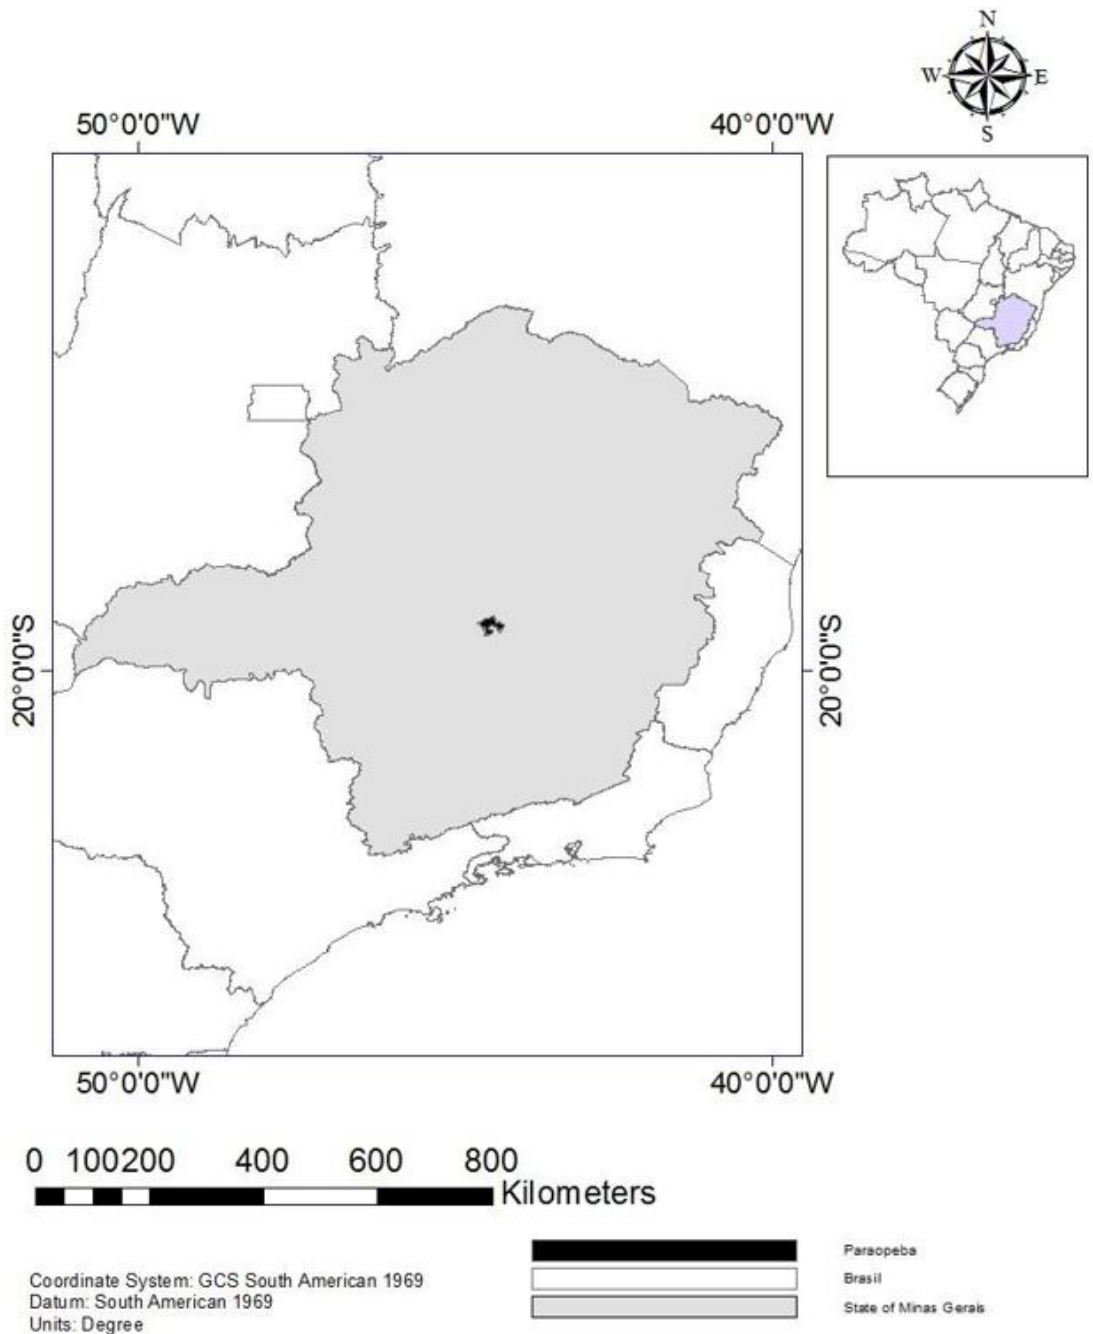 N
W E
S
50°0'0"W 40°0'0"W
20°0'0"S 20°0'0"S
50°0'0"W 40°0'0"W
0 100200 400 600 800
Kilometers
Paraopeba
Brasil
State of Minas Gerais
Coordinate System: GCS South American 1969
Datum: South American 1969
Units: Degree